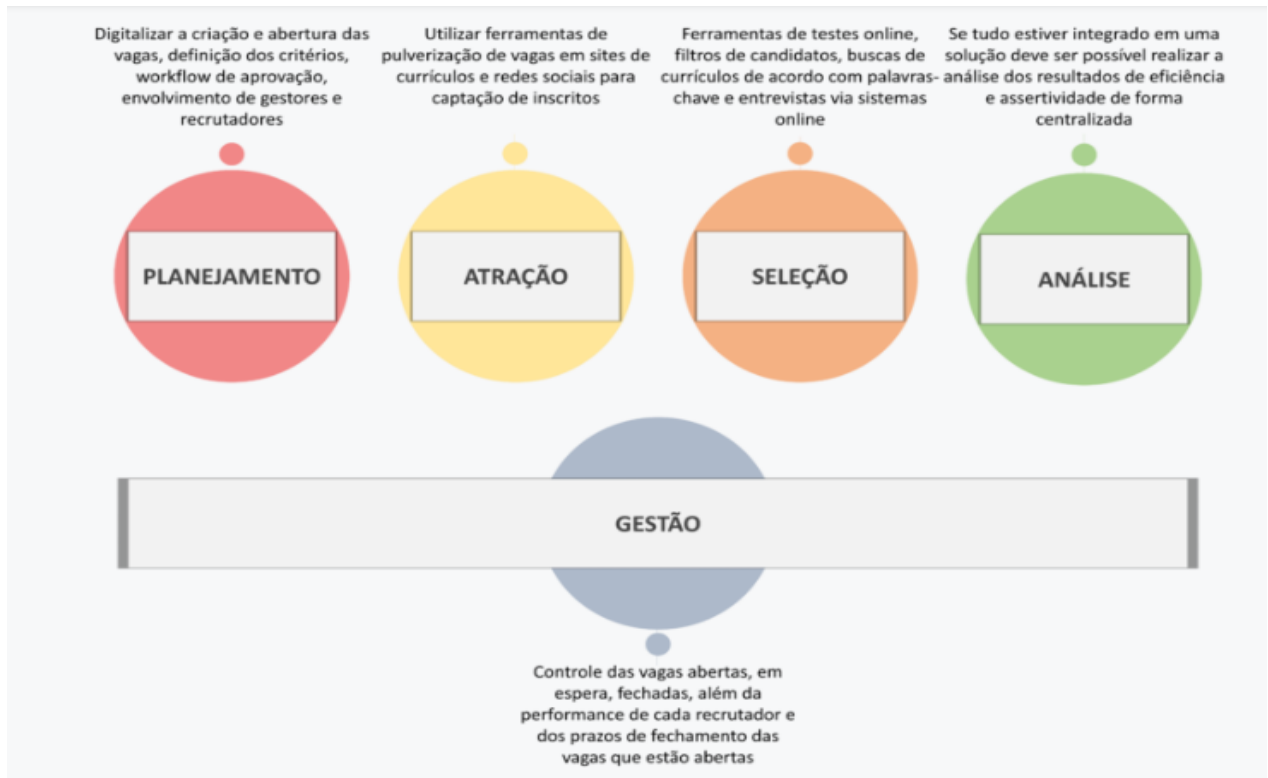 Digitalizar a criação e abertura das
vagas, definição dos critérios,
workflow de aprovação,
envolvimento de gestores e
recrutadores
Utilizar ferramentas de
pulverização de vagas em sites de
currículos e redes sociais para
captação de inscritos
Ferramentas de testes online,
filtros de candidatos, buscas de
currículos de acordo com palavras-
chave e entrevistas via sistemas
online
Se tudo estiver integrado em uma
solução deve ser possível realizar a
análise dos resultados de eficiência
e assertividade de forma
centralizada
PLANEJAMENTO
ATRAÇÃO
SELEÇÃO
ANÁLISE
GESTÃO
Controle das vagas abertas, em
espera, fechadas, além da
performance de cada recrutador e
dos prazos de fechamento das
vagas que estão abertas